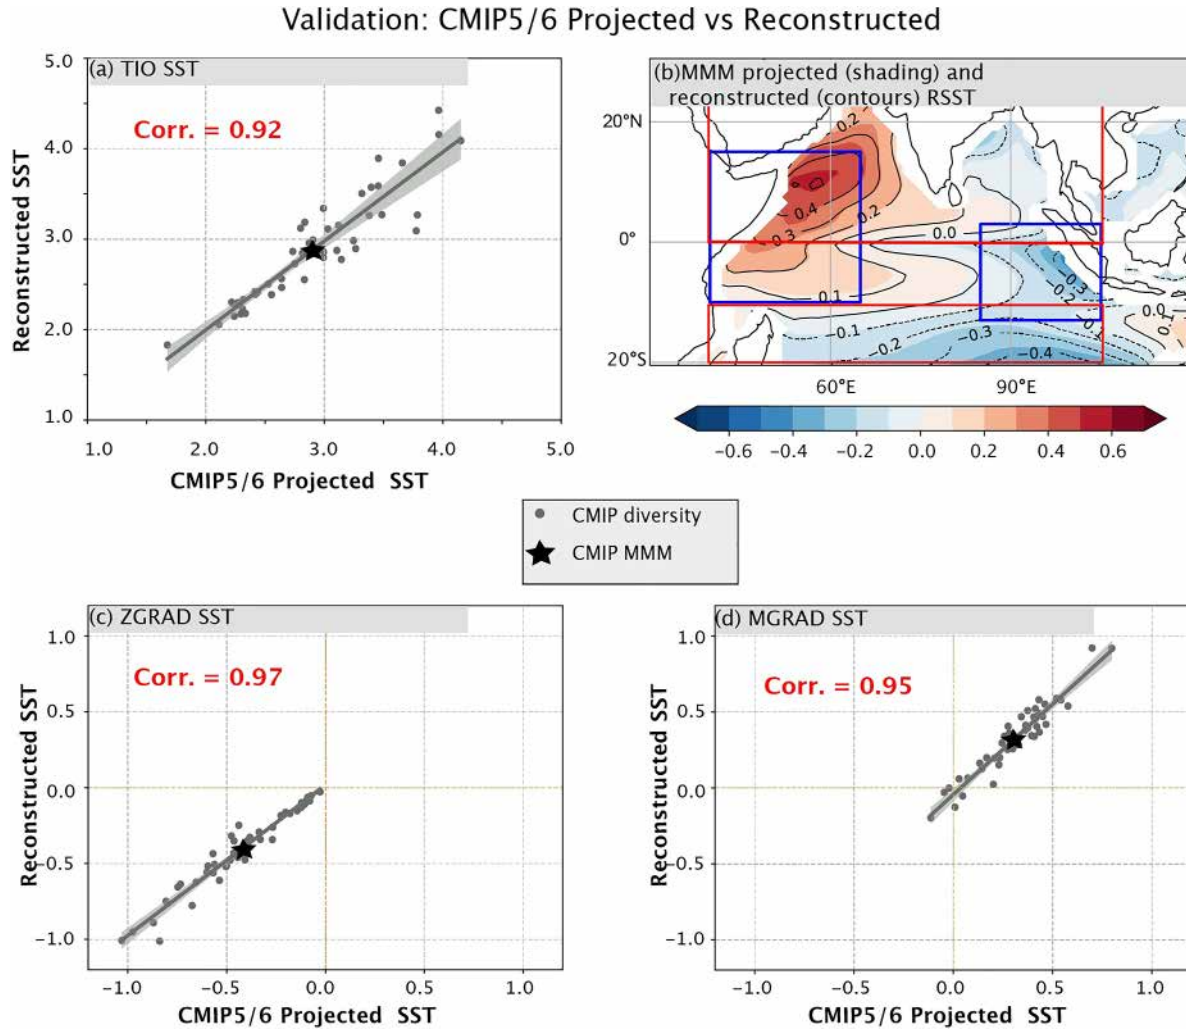 Validation: CMIP5/6 Projected vs Reconstructed
(a) TIO SST
Corr. = 0.92
Reconstructed SST
5.0
4.0
3.0
2.0
1.0
1.0 2.0 3.0 4.0 5.0
CMIP5/6 Projected SST
(b)MMM projected (shading) and
reconstructed (contours) RSST
20°N
0°
20°S
60°E 90°E
0.2
0.4
0.2
0.3
0.0
0.1
−0.3
−0.2
−0.1
0.0
0.1
−0.1
−0.3
−0.2
−0.4
−0.6 −0.4 −0.2 0.0 0.2 0.4 0.6
CMIP diversity
CMIP MMM
(c) ZGRAD SST
Corr. = 0.97
Reconstructed SST
1.0
0.5
0.0
−0.5
−1.0
−1.0 −0.5 0.0 0.5 1.0
CMIP5/6 Projected SST
(d) MGRAD SST
Corr. = 0.95
Reconstructed SST
1.0
0.5
0.0
−0.5
−1.0
−1.0 −0.5 0.0 0.5 1.0
CMIP5/6 Projected SST